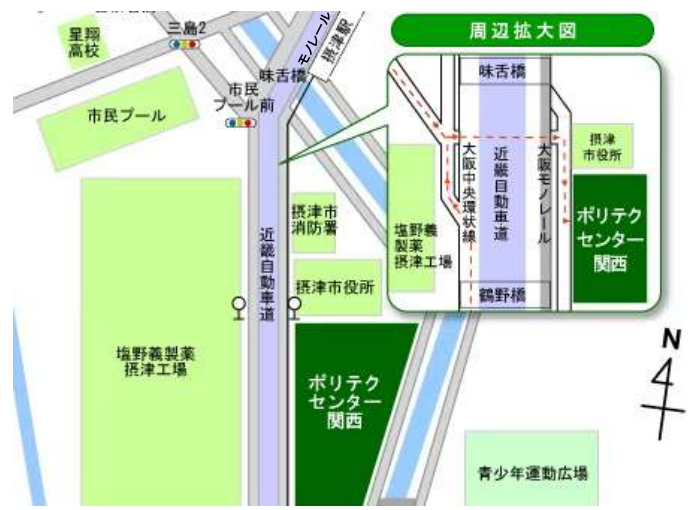 星翔
高校
三島2
味舌橋
モノレール
摂津駅
市民
プール前
市民プール
摂津市
消防署
近畿自動車道
摂津市役所
塩野義製薬
摂津工場
ポリテク
センター
関西
青少年運動広場
N
周辺拡大図
味舌橋
大阪中央環状線
近畿自動車道
大阪モノレール
摂津
市役所
塩野義
製薬
摂津工場
ポリテク
センター
関西
鶴野橋